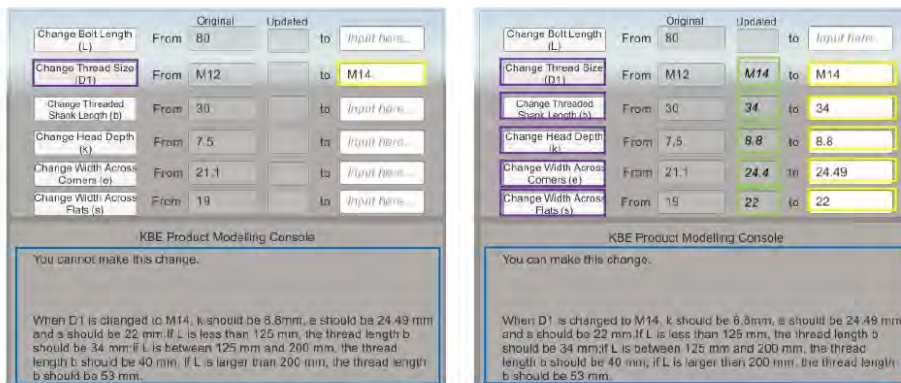 Original Updated
Change Bolt Length (L) From 80 to Input here...
Change Thread Size (D1) From M12 to M14
Change Threaded Shank Length (b) From 30 to Input here...
Change Head Depth (k) From 7.5 to Input here...
Change Width Across Corners (e) From 21.1 to Input here...
Change Width Across Flats (s) From 19 to Input here...
KBE Product Modelling Console
You cannot make this change.
When D1 is changed to M14, k should be 8.8mm, e should be 24.49 mm
and s should be 22 mm.If L is less than 125 mm, the thread length b
should be 34 mm;if L is between 125 mm and 200 mm, the thread
length b should be 40 mm; if L is larger than 200 mm, the thread length
b should be 53 mm.
Original Updated
Change Bolt Length (L) From 80 to Input here...
Change Thread Size (D1) From M12 M14 to M14
Change Threaded Shank Length (b) From 30 34 to 34
Change Head Depth (k) From 7.5 8.8 to 8.8
Change Width Across Corners (e) From 21.1 24.4 to 24.49
Change Width Across Flats (s) From 19 22 to 22
KBE Product Modelling Console
You can make this change.
When D1 is changed to M14, k should be 8.8mm, e should be 24.49 mm
and s should be 22 mm.If L is less than 125 mm, the thread length b
should be 34 mm;if L is between 125 mm and 200 mm, the thread
length b should be 40 mm; if L is larger than 200 mm, the thread length
b should be 53 mm.